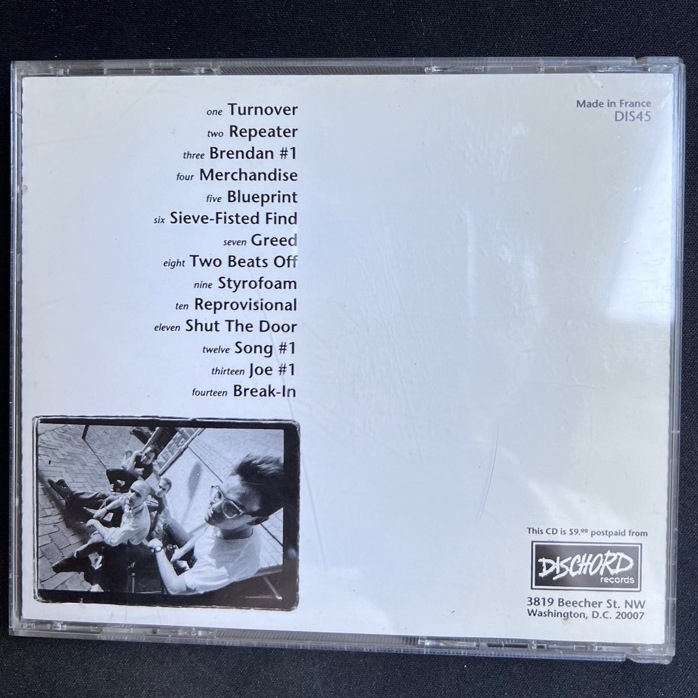 one Turnover
two Repeater
three Brendan #1
four Merchandise
five Blueprint
six Sieve-Fisted Find
seven Greed
eight Two Beats Off
nine Styrofoam
ten Reprovisional
eleven Shut The Door
twelve Song #1
thirteen Joe #1
fourteen Break-In
Made in France
DIS45
This CD is $9.00 postpaid from
DISCHORD
records
3819 Beecher St. NW
Washington, D.C. 20007